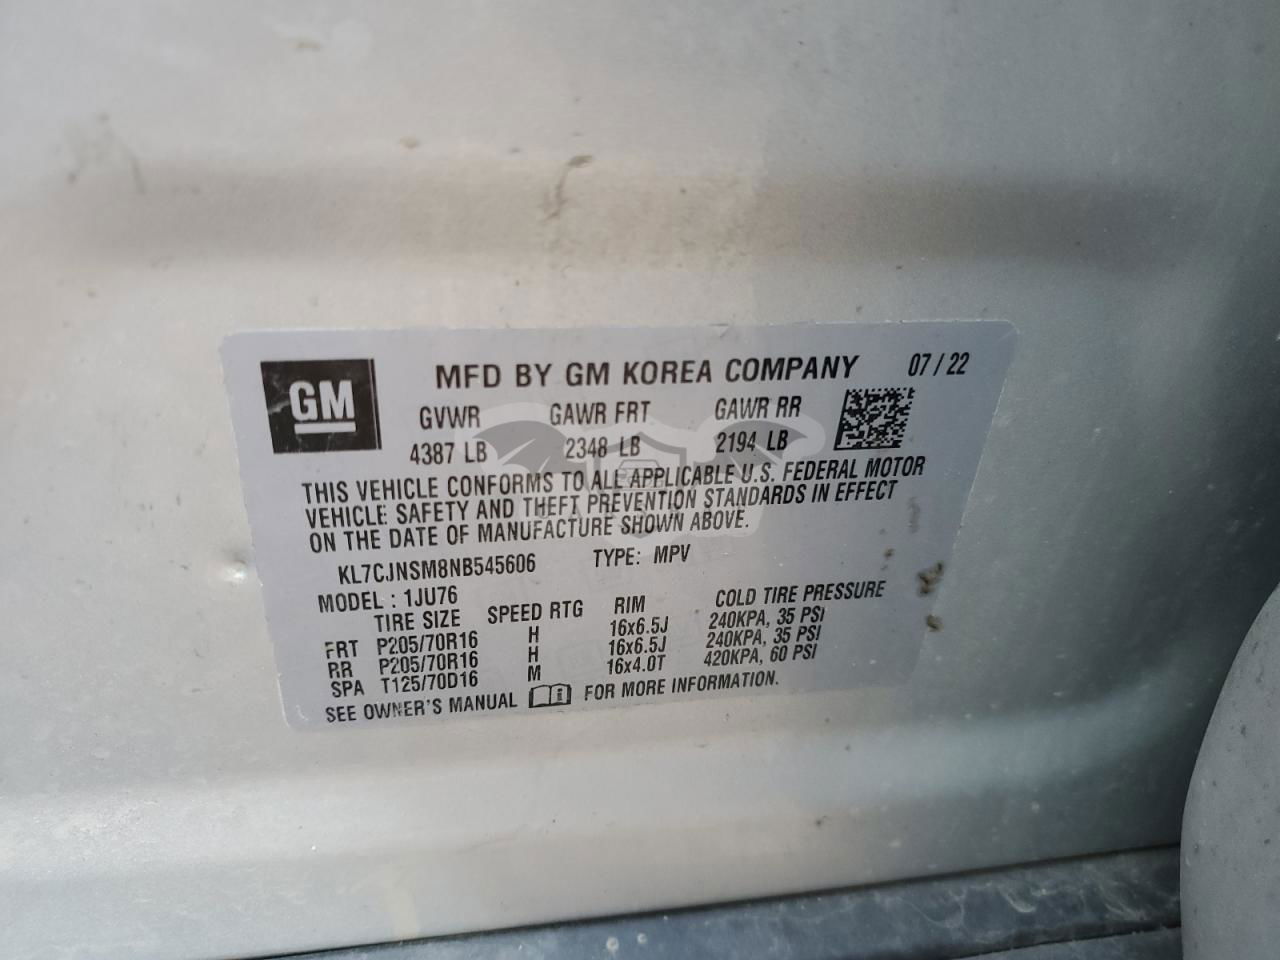 GM
MFD BY GM KOREA COMPANY 07/22
GVWR GAWR FRT GAWR RR
4387 LB 2348 LB 2194 LB
THIS VEHICLE CONFORMS TO ALL APPLICABLE U.S. FEDERAL MOTOR
VEHICLE SAFETY AND THEFT PREVENTION STANDARDS IN EFFECT
ON THE DATE OF MANUFACTURE SHOWN ABOVE.
KL7CJNSM8NB545606 TYPE: MPV
MODEL : 1JU76
TIRE SIZE SPEED RTG RIM COLD TIRE PRESSURE
FRT P205/70R16 H 16x6.5J 240KPA, 35 PSI
RR P205/70R16 H 16x6.5J 240KPA, 35 PSI
SPA T125/70D16 M 16x4.0T 420KPA, 60 PSI
SEE OWNER'S MANUAL FOR MORE INFORMATION.